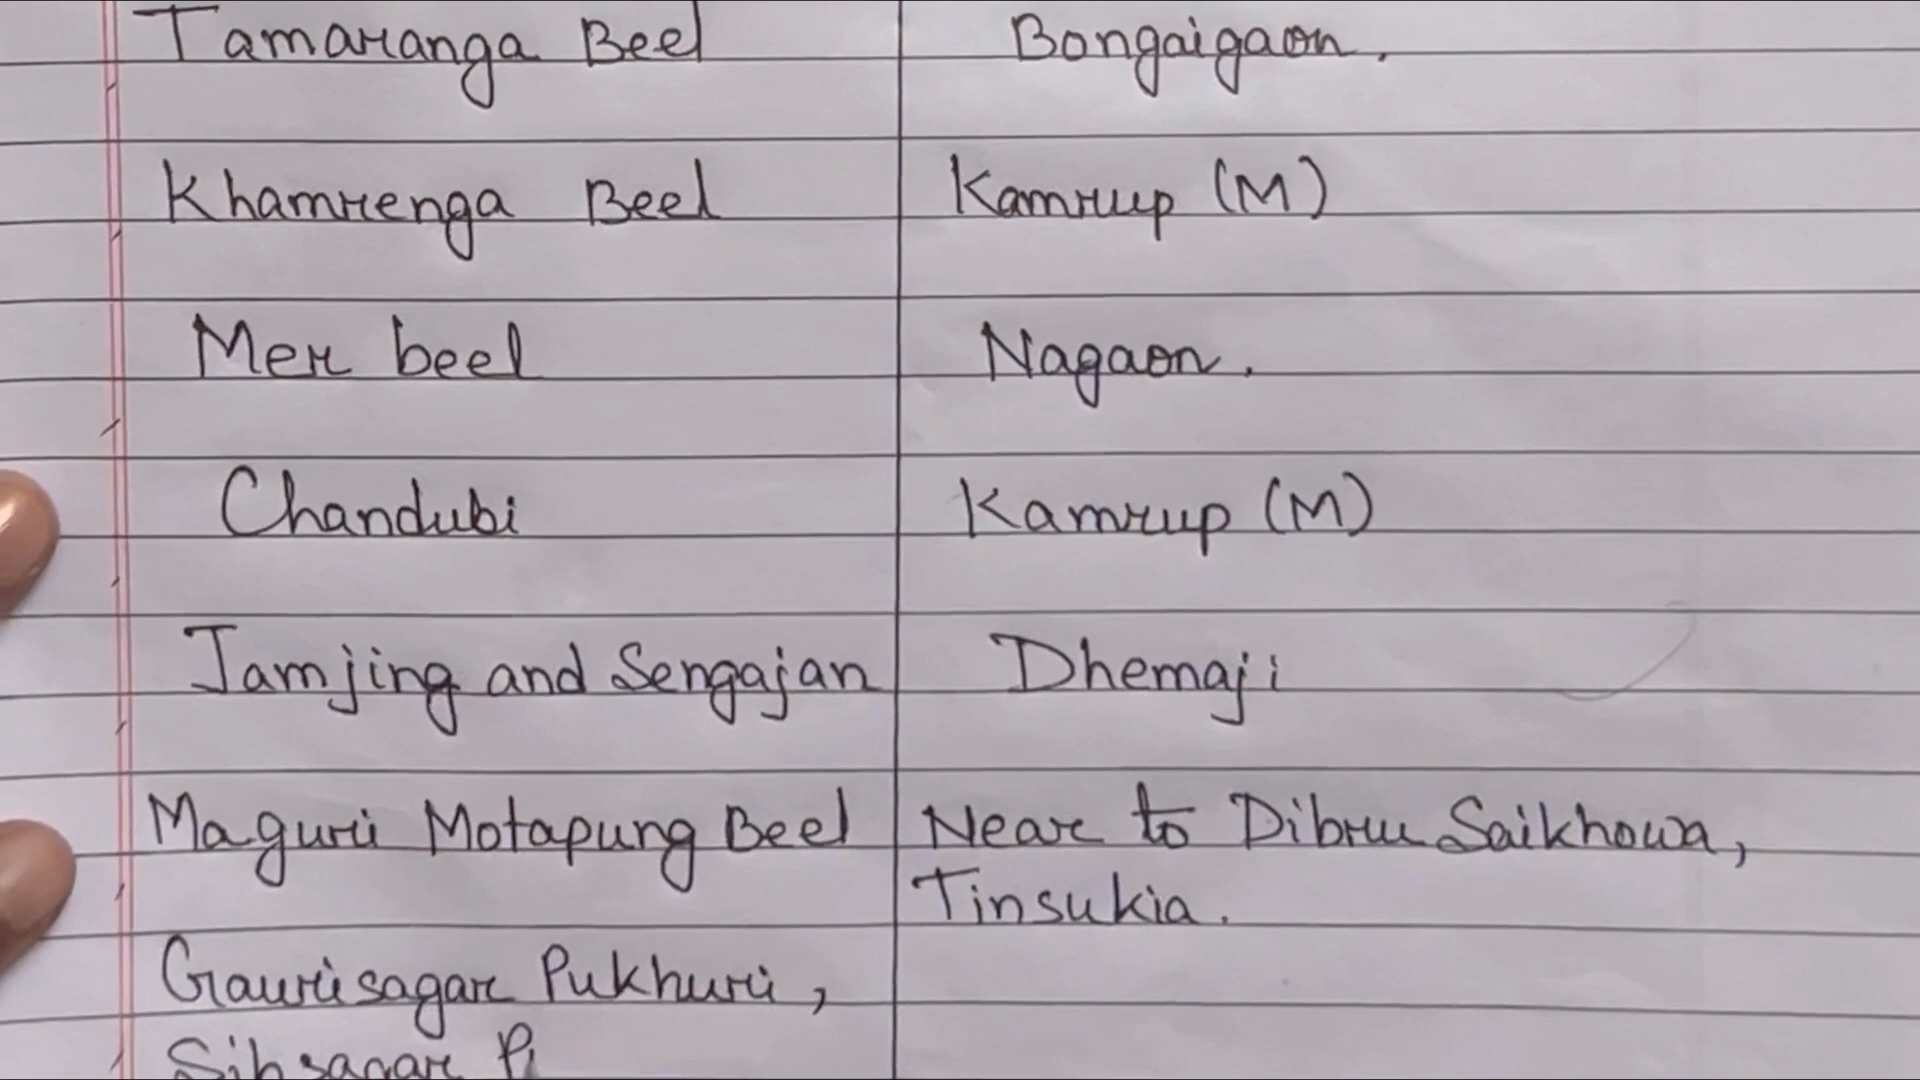 Tamaranga Beel Bongaigaon.
Khamrenga Beel Kamrup (M)
Mer beel Nagaon.
Chandubi Kamrup (M)
Jamjing and Sengajan Dhemaji
Maguri Motapung Beel Near to Dibru Saikhowa,
Tinsukia.
Gaurisagar Pukhuri,
Sibsagar